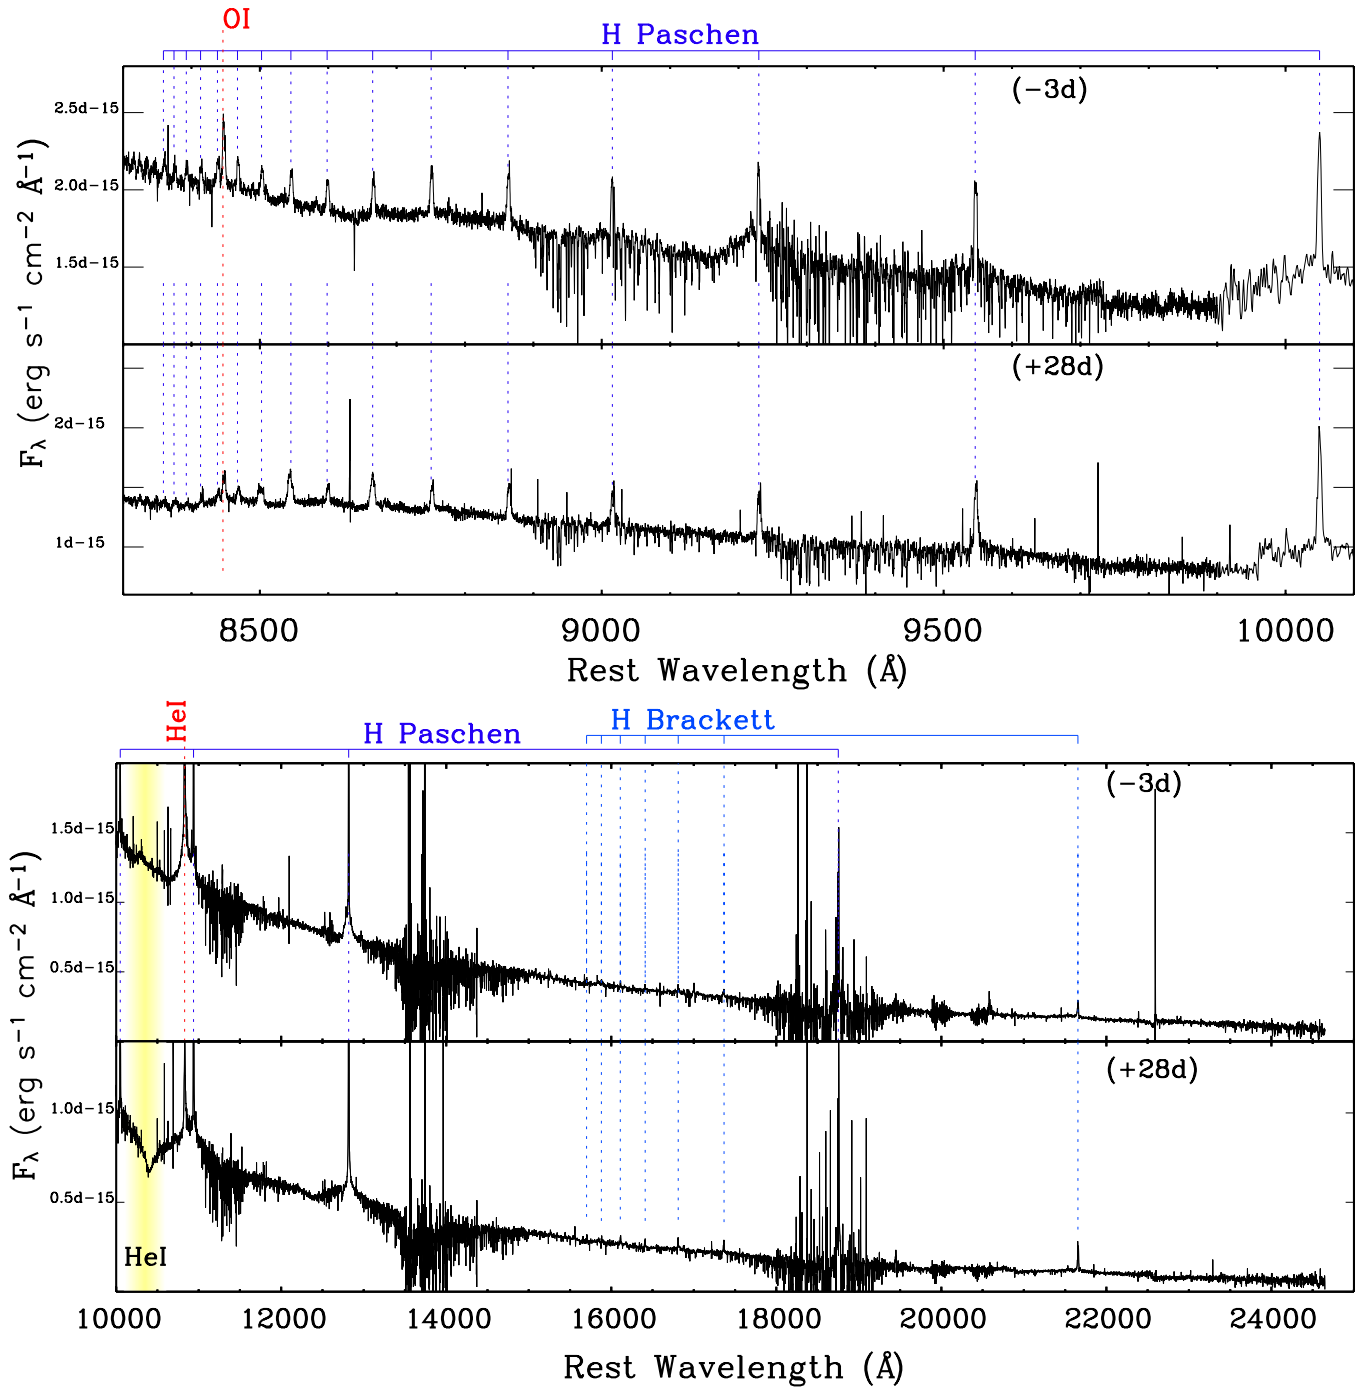 OI
H Paschen
(-3d)
2.5d-15
2.0d-15
1.5d-15
F_λ (erg s⁻¹ cm⁻² Å⁻¹)
(+28d)
2d-15
1d-15
8500 9000 9500 10000
Rest Wavelength (Å)
HeI
H Paschen
H Brackett
(-3d)
1.5d-15
1.0d-15
0.5d-15
F_λ (erg s⁻¹ cm⁻² Å⁻¹)
(+28d)
1.0d-15
0.5d-15
HeI
10000 12000 14000 16000 18000 20000 22000 24000
Rest Wavelength (Å)